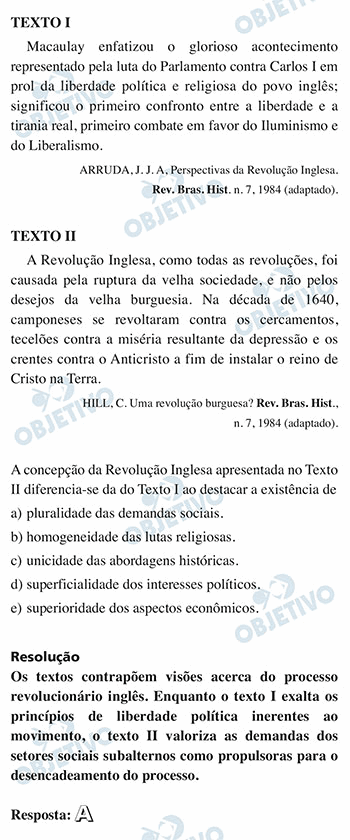 TEXTO I
Macaulay enfatizou o glorioso acontecimento
representado pela luta do Parlamento contra Carlos I em
prol da liberdade política e religiosa do povo inglês;
significou o primeiro confronto entre a liberdade e a
tirania real, primeiro combate em favor do Iluminismo e
do Liberalismo.
ARRUDA, J. J. A, Perspectivas da Revolução Inglesa.
Rev. Bras. Hist. n. 7, 1984 (adaptado).
TEXTO II
A Revolução Inglesa, como todas as revoluções, foi
causada pela ruptura da velha sociedade, e não pelos
desejos da velha burguesia. Na década de 1640,
camponeses se revoltaram contra os cercamentos,
tecelões contra a miséria resultante da depressão e os
crentes contra o Anticristo a fim de instalar o reino de
Cristo na Terra.
HILL, C. Uma revolução burguesa? Rev. Bras. Hist.,
n. 7, 1984 (adaptado).
A concepção da Revolução Inglesa apresentada no Texto
II diferencia-se da do Texto I ao destacar a existência de
a) pluralidade das demandas sociais.
b) homogeneidade das lutas religiosas.
c) unicidade das abordagens históricas.
d) superficialidade dos interesses políticos.
e) superioridade dos aspectos econômicos.
Resolução
Os textos contrapõem visões acerca do processo
revolucionário inglês. Enquanto o texto I exalta os
princípios de liberdade política inerentes ao
movimento, o texto II valoriza as demandas dos
setores sociais subalternos como propulsoras para o
desencadeamento do processo.
Resposta: A
OBJETIVO
OBJETIVO
OBJETIVO
OBJETIVO
OBJETIVO
OBJETIVO
OBJETIVO
OBJETIVO
OBJETIVO